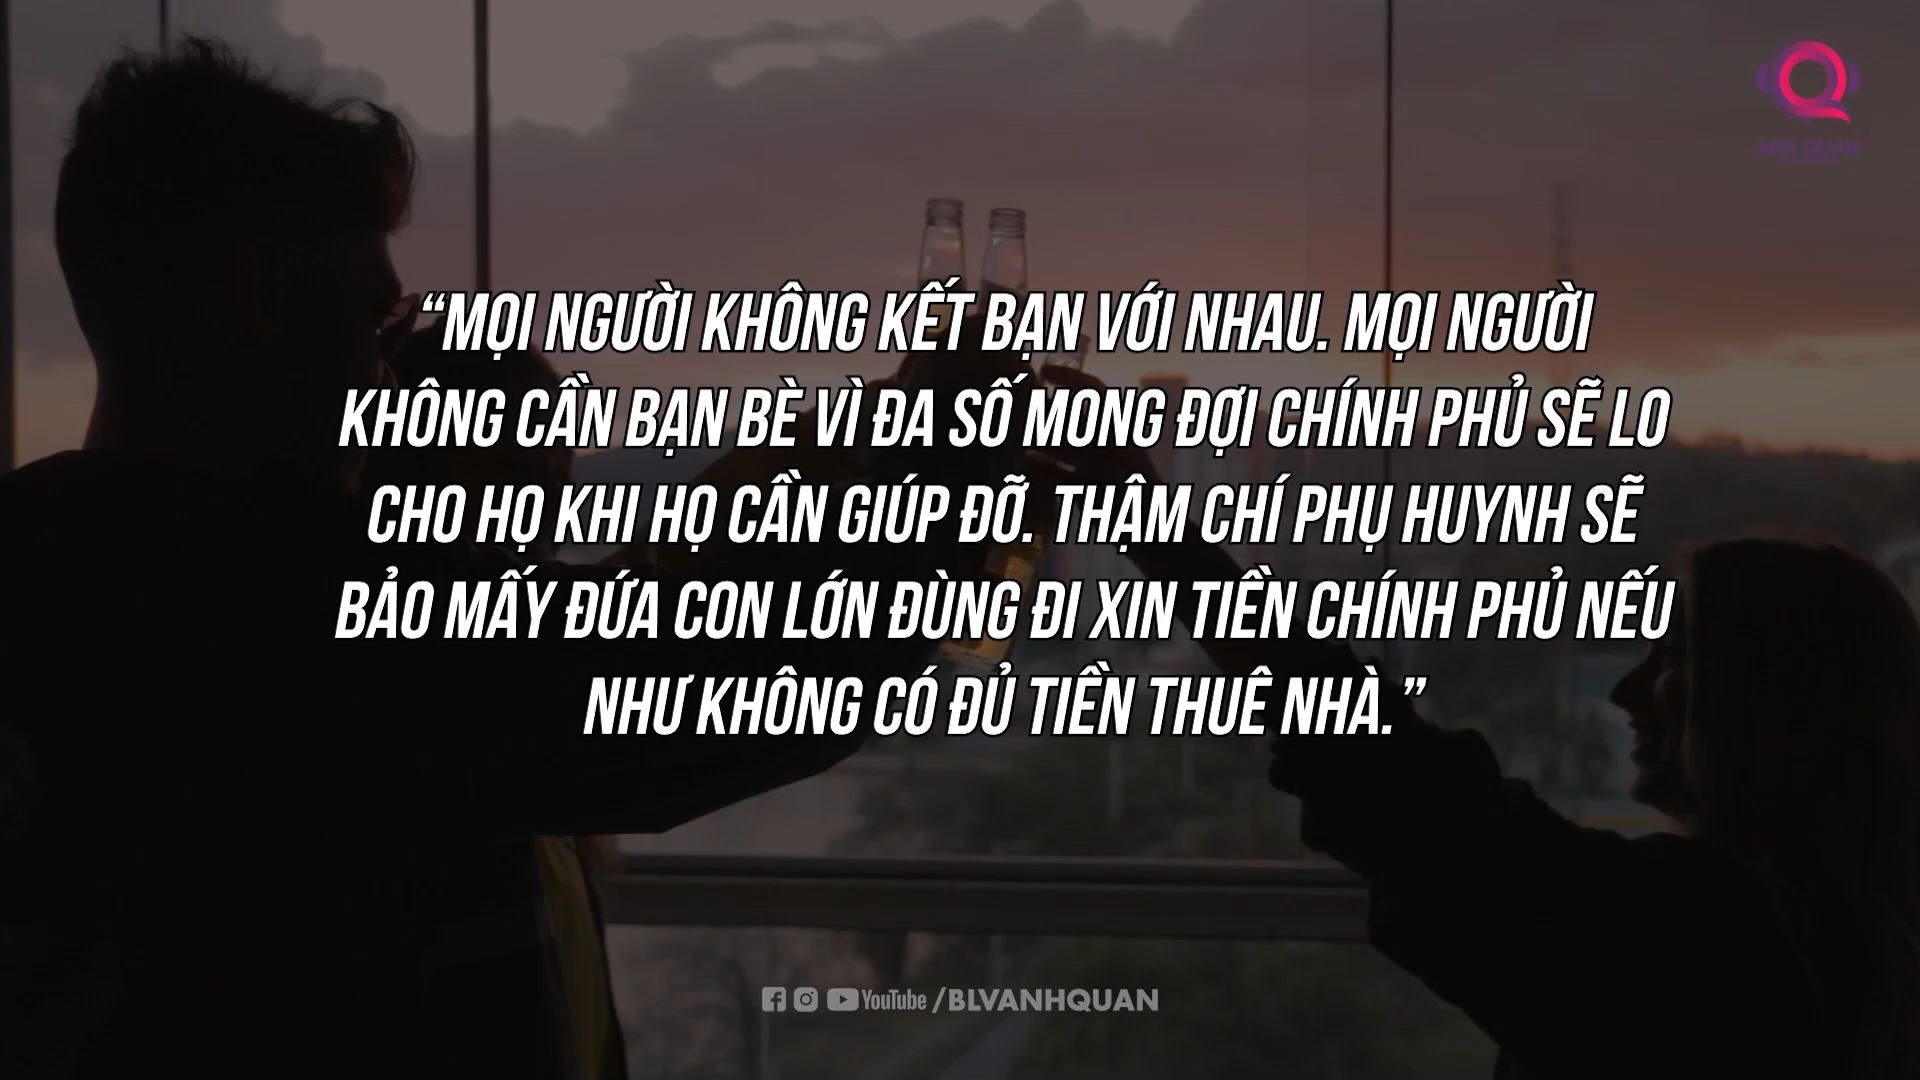 “MỌI NGƯỜI KHÔNG KẾT BẠN VỚI NHAU. MỌI NGƯỜI
KHÔNG CẦN BẠN BÈ VÌ ĐA SỐ MONG ĐỢI CHÍNH PHỦ SẼ LO
CHO HỌ KHI HỌ CẦN GIÚP ĐỠ. THẬM CHÍ PHỤ HUYNH SẼ
BẢO MẤY ĐỨA CON LỚN ĐÙNG ĐI XIN TIỀN CHÍNH PHỦ NẾU
NHƯ KHÔNG CÓ ĐỦ TIỀN THUÊ NHÀ.”
YouTube /BLVANHQUAN
ANH QUAN